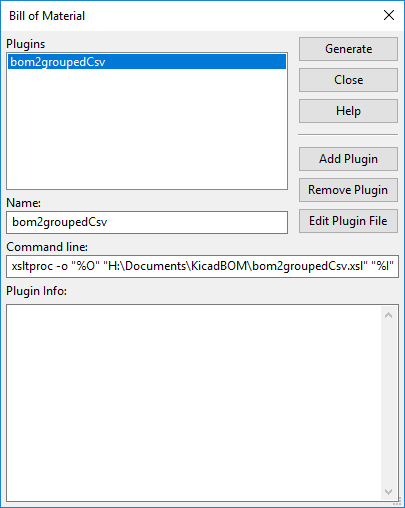 Bill of Material
Plugins
bom2groupedCsv
Generate
Close
Help
Add Plugin
Remove Plugin
Edit Plugin File
Name:
bom2groupedCsv
Command line:
xsltproc -o "%O" "H:\Documents\KicadBOM\bom2groupedCsv.xsl" "%I"
Plugin Info: